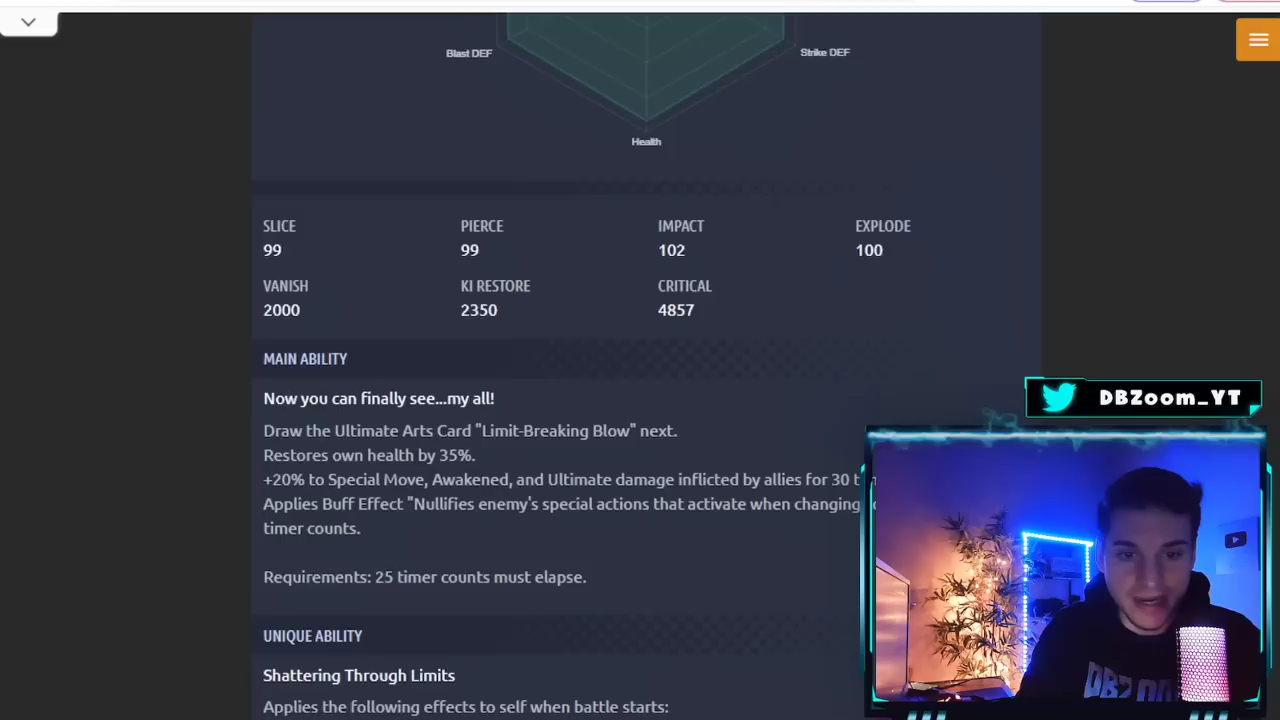 Blast DEF
Strike DEF
Health
SLICE
PIERCE
IMPACT
EXPLODE
99
99
102
100
VANISH
KI RESTORE
CRITICAL
2000
2350
4857
MAIN ABILITY
Now you can finally see...my all!
Draw the Ultimate Arts Card "Limit-Breaking Blow" next.
Restores own health by 35%.
+20% to Special Move, Awakened, and Ultimate damage inflicted by allies for 30
Applies Buff Effect "Nullifies enemy's special actions that activate when changing
timer counts.
Requirements: 25 timer counts must elapse.
UNIQUE ABILITY
Shattering Through Limits
Applies the following effects to self when battle starts:
DBZoom_YT